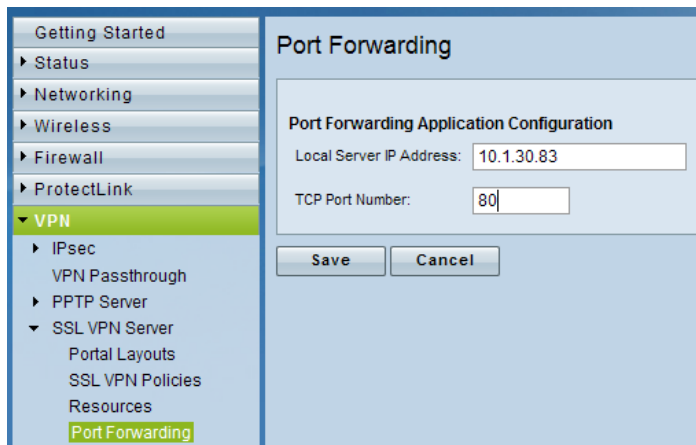 Getting Started
Status
Networking
Wireless
Firewall
ProtectLink
VPN
IPsec
VPN Passthrough
PPTP Server
SSL VPN Server
Portal Layouts
SSL VPN Policies
Resources
Port Forwarding
Port Forwarding
Port Forwarding Application Configuration
Local Server IP Address: 10.1.30.83
TCP Port Number: 80
Save Cancel